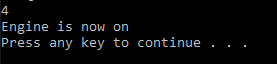 4
Engine is now on
Press any key to continue . . .